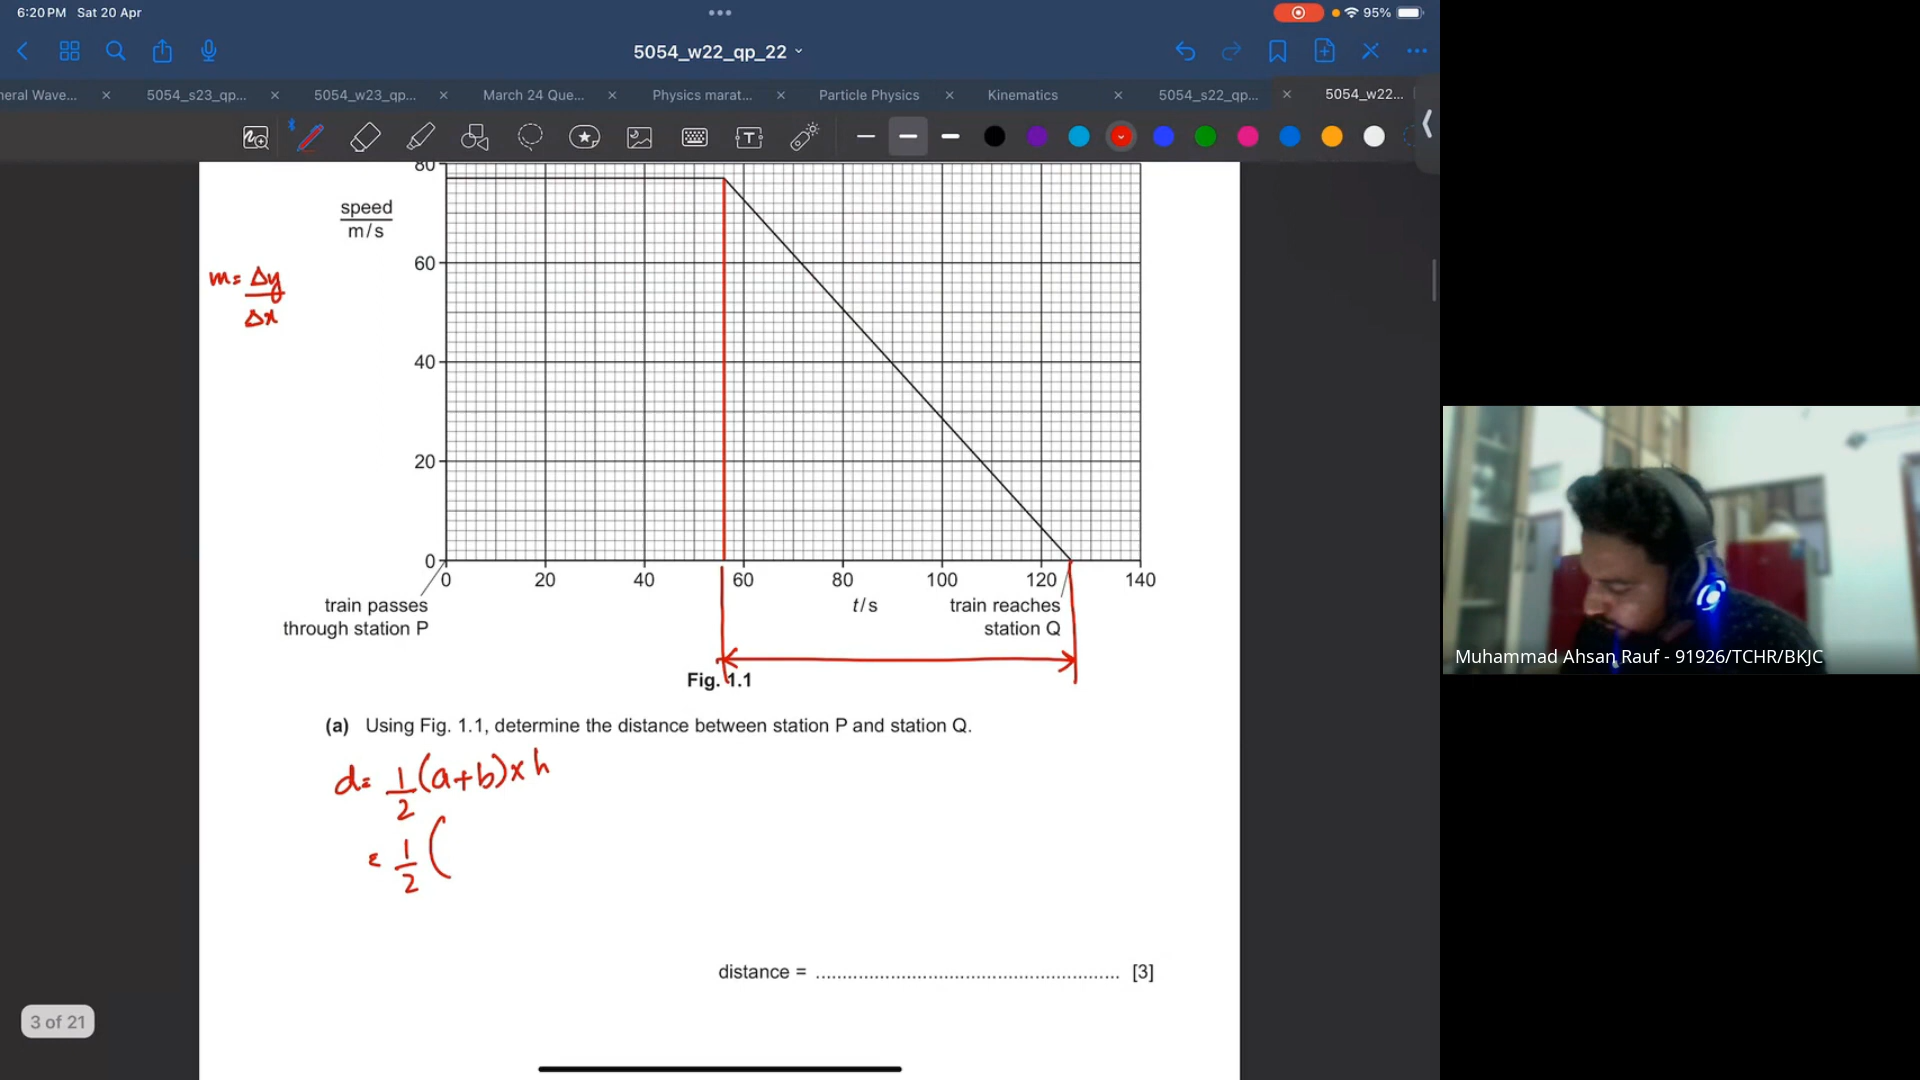 6:20 PM Sat 20 Apr
95%
5054_w22_qp_22
neral Wave...
5054_s23_qp...
5054_w23_qp...
March 24 Que...
Physics marat...
Particle Physics
Kinematics
5054_s22_qp...
5054_w22...
80
speed
m/s
m= Δy
Δx
60
40
20
0
0 20 40 60 80 100 120 140
train passes
through station P
t/s
train reaches
station Q
Fig. 1.1
(a) Using Fig. 1.1, determine the distance between station P and station Q.
d= 1/2 (a+b)×h
= 1/2 (
distance = ........................................................ [3]
3 of 21
Muhammad Ahsan Rauf - 91926/TCHR/BKJC